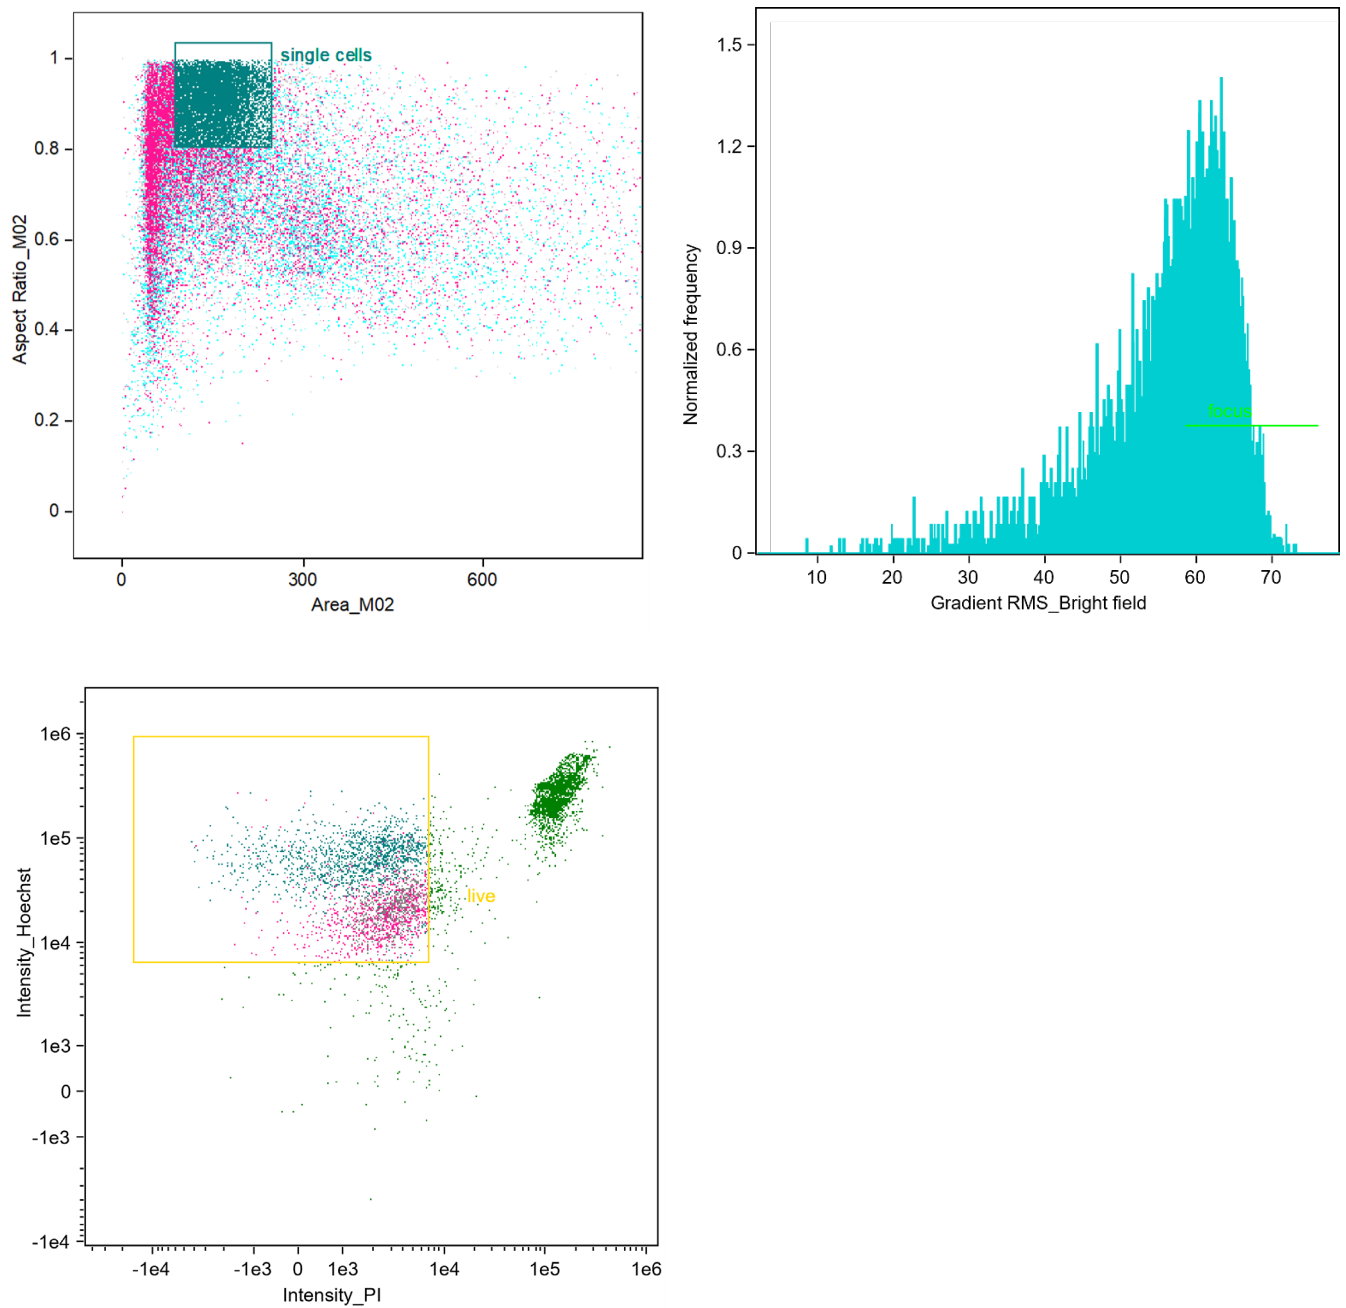 single cells
1
0.8
0.6
0.4
0.2
0
Aspect Ratio_M02
0 300 600
Area_M02
1.5
1.2
0.9
0.6
0.3
0
Normalized frequency
focus
10 20 30 40 50 60 70
Gradient RMS_Bright field
1e6
1e5
1e4
1e3
0
-1e3
-1e4
Intensity_Hoechst
live
-1e4 -1e3 0 1e3 1e4 1e5 1e6
Intensity_PI